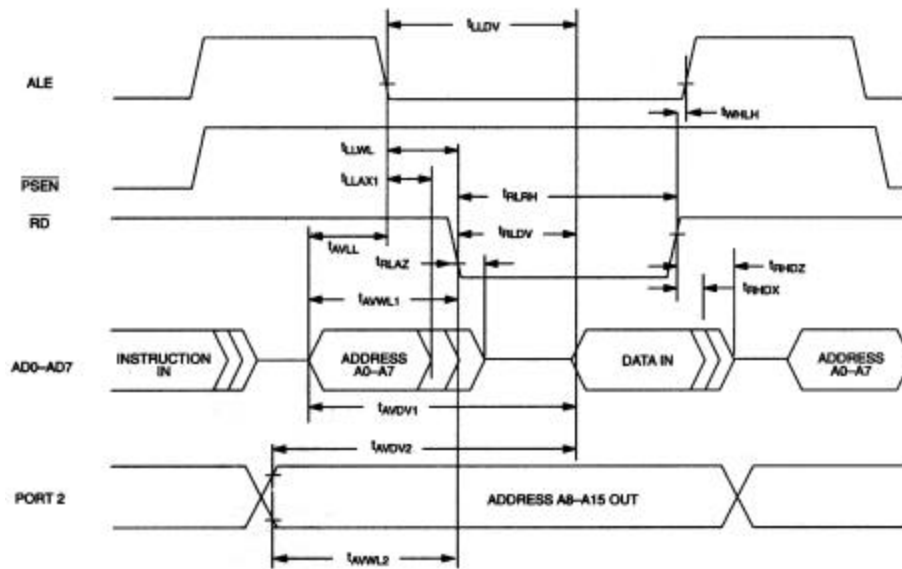 tLLDV
ALE
tWHLH
tLLWL
PSEN
tLLAX1
tRLRH
RD
tAVLL
tRLDV
tRLAZ
tRHDZ
tRHDX
tAVWL1
AD0–AD7
INSTRUCTION
IN
ADDRESS
A0–A7
DATA IN
ADDRESS
A0–A7
tAVDV1
tAVDV2
PORT 2
ADDRESS A8–A15 OUT
tAVWL2